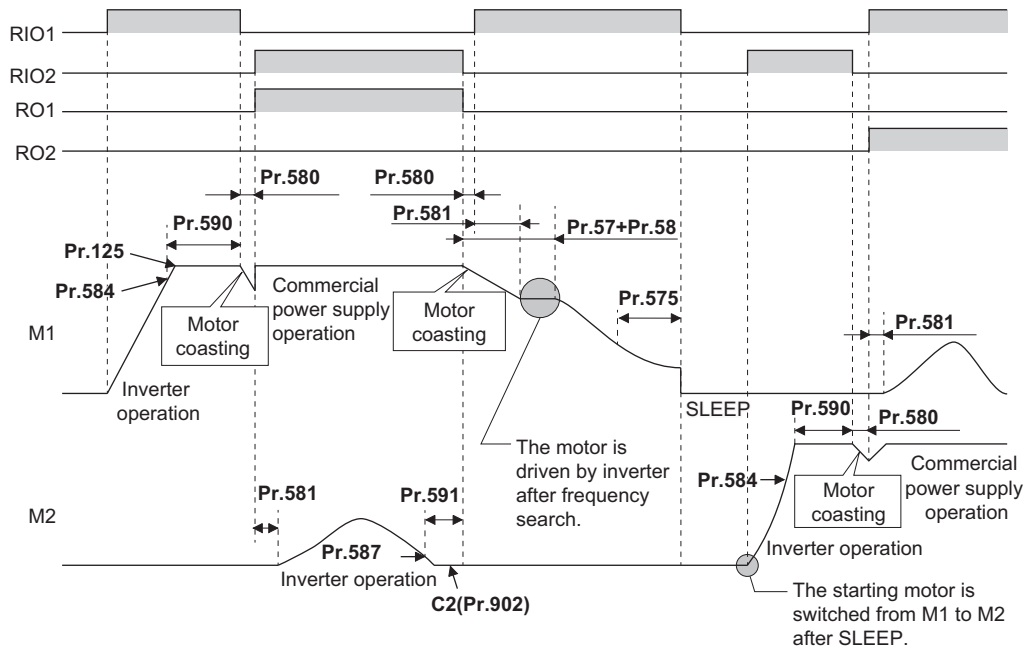 RIO1
RIO2
RO1
RO2
Pr.580
Pr.580
Pr.590
Pr.581
Pr.57+Pr.58
Pr.125
Pr.584
Commercial
power supply
operation
Motor
coasting
Motor
coasting
Pr.575
Pr.581
M1
Inverter
operation
SLEEP
Pr.590
Pr.580
The motor is
driven by inverter
after frequency
search.
Pr.584
Motor
coasting
Commercial
power supply
operation
Pr.581
Pr.591
M2
Pr.587
Inverter operation
Inverter operation
C2(Pr.902)
The starting motor is
switched from M1 to M2
after SLEEP.